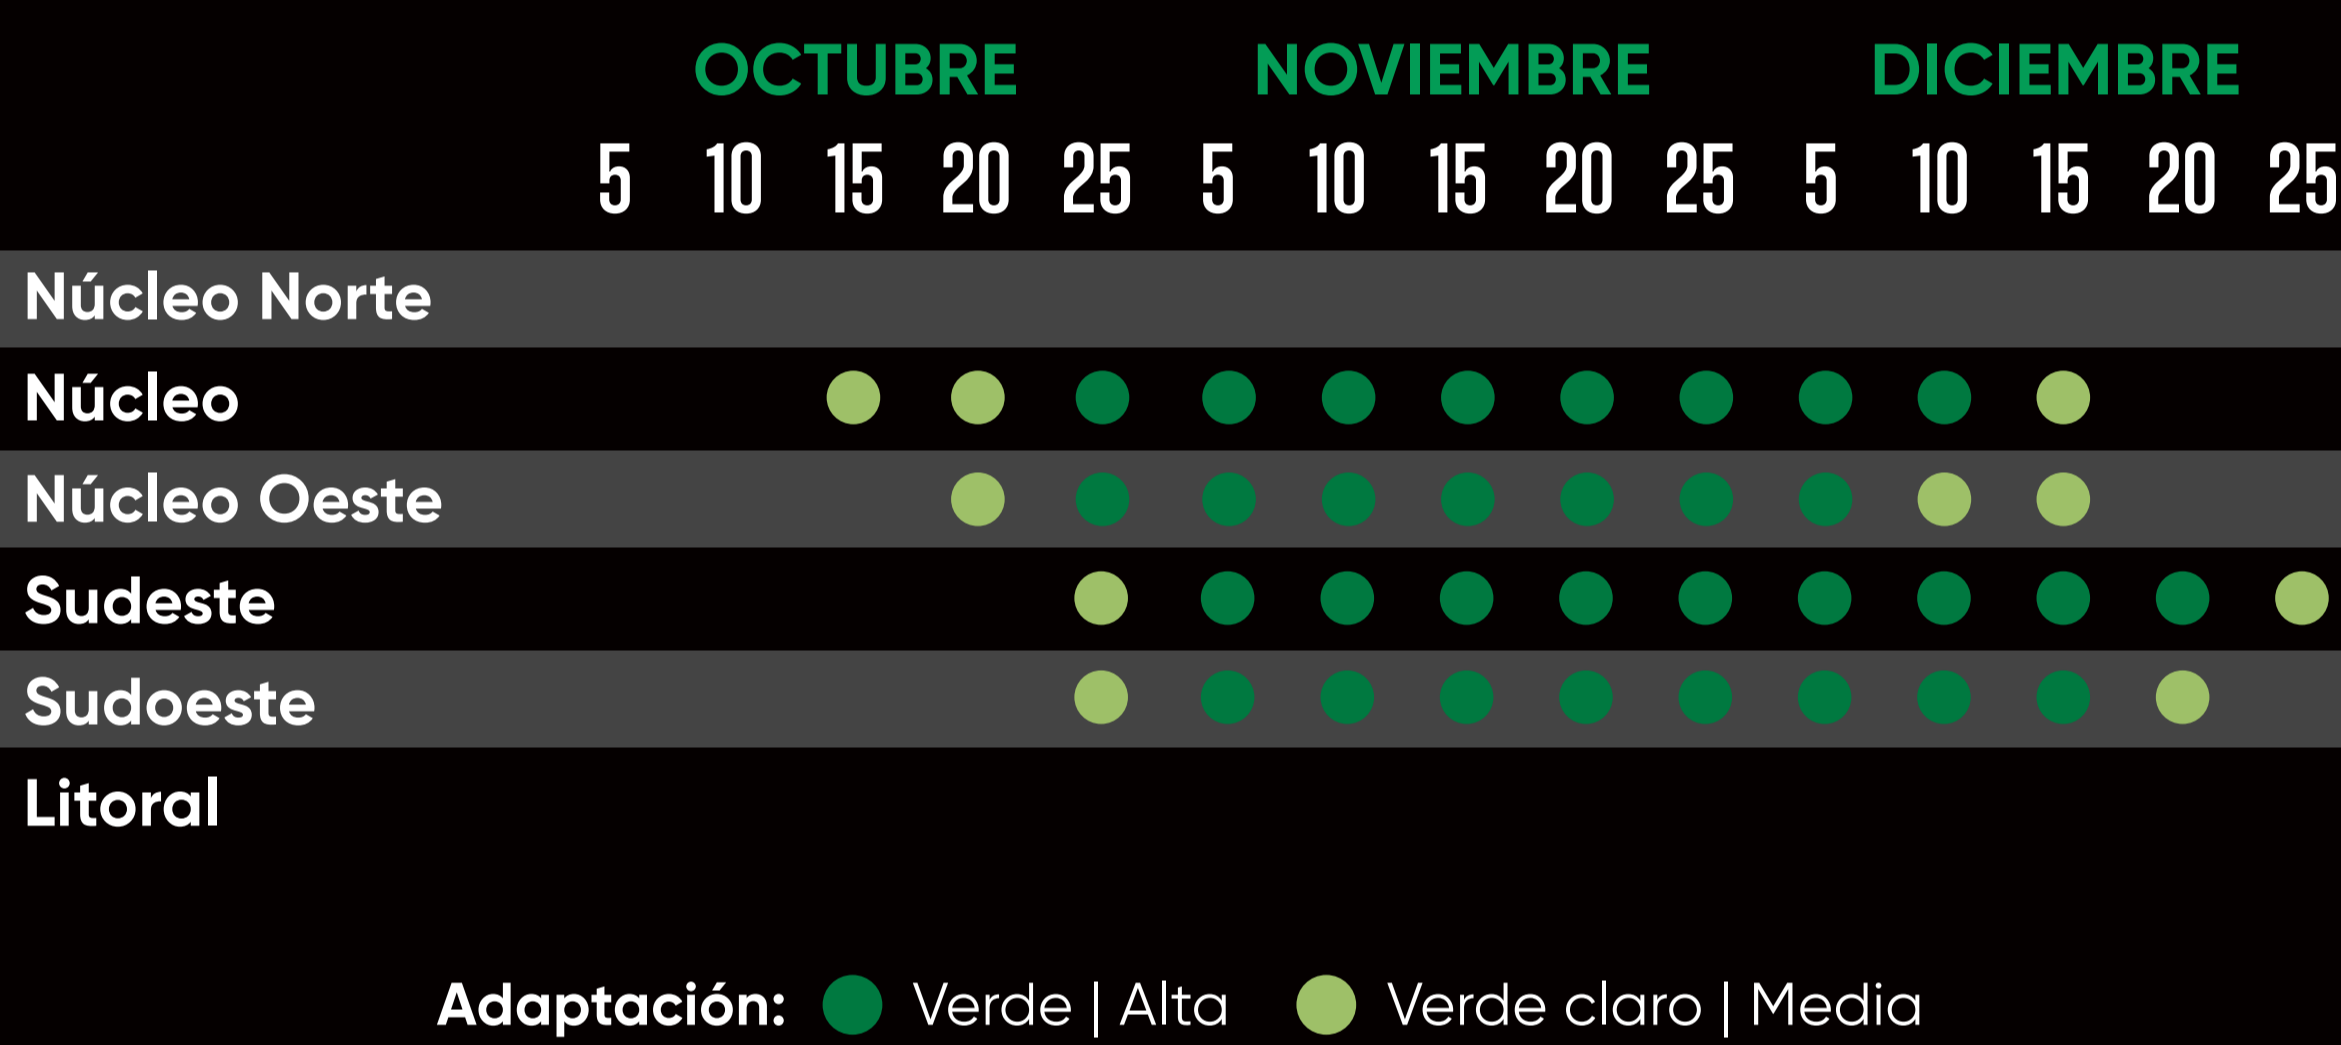 OCTUBRE NOVIEMBRE DICIEMBRE
5 10 15 20 25 5 10 15 20 25 5 10 15 20 25
Núcleo Norte
Núcleo
Núcleo Oeste
Sudeste
Sudoeste
Litoral
Adaptación: Verde | Alta Verde claro | Media